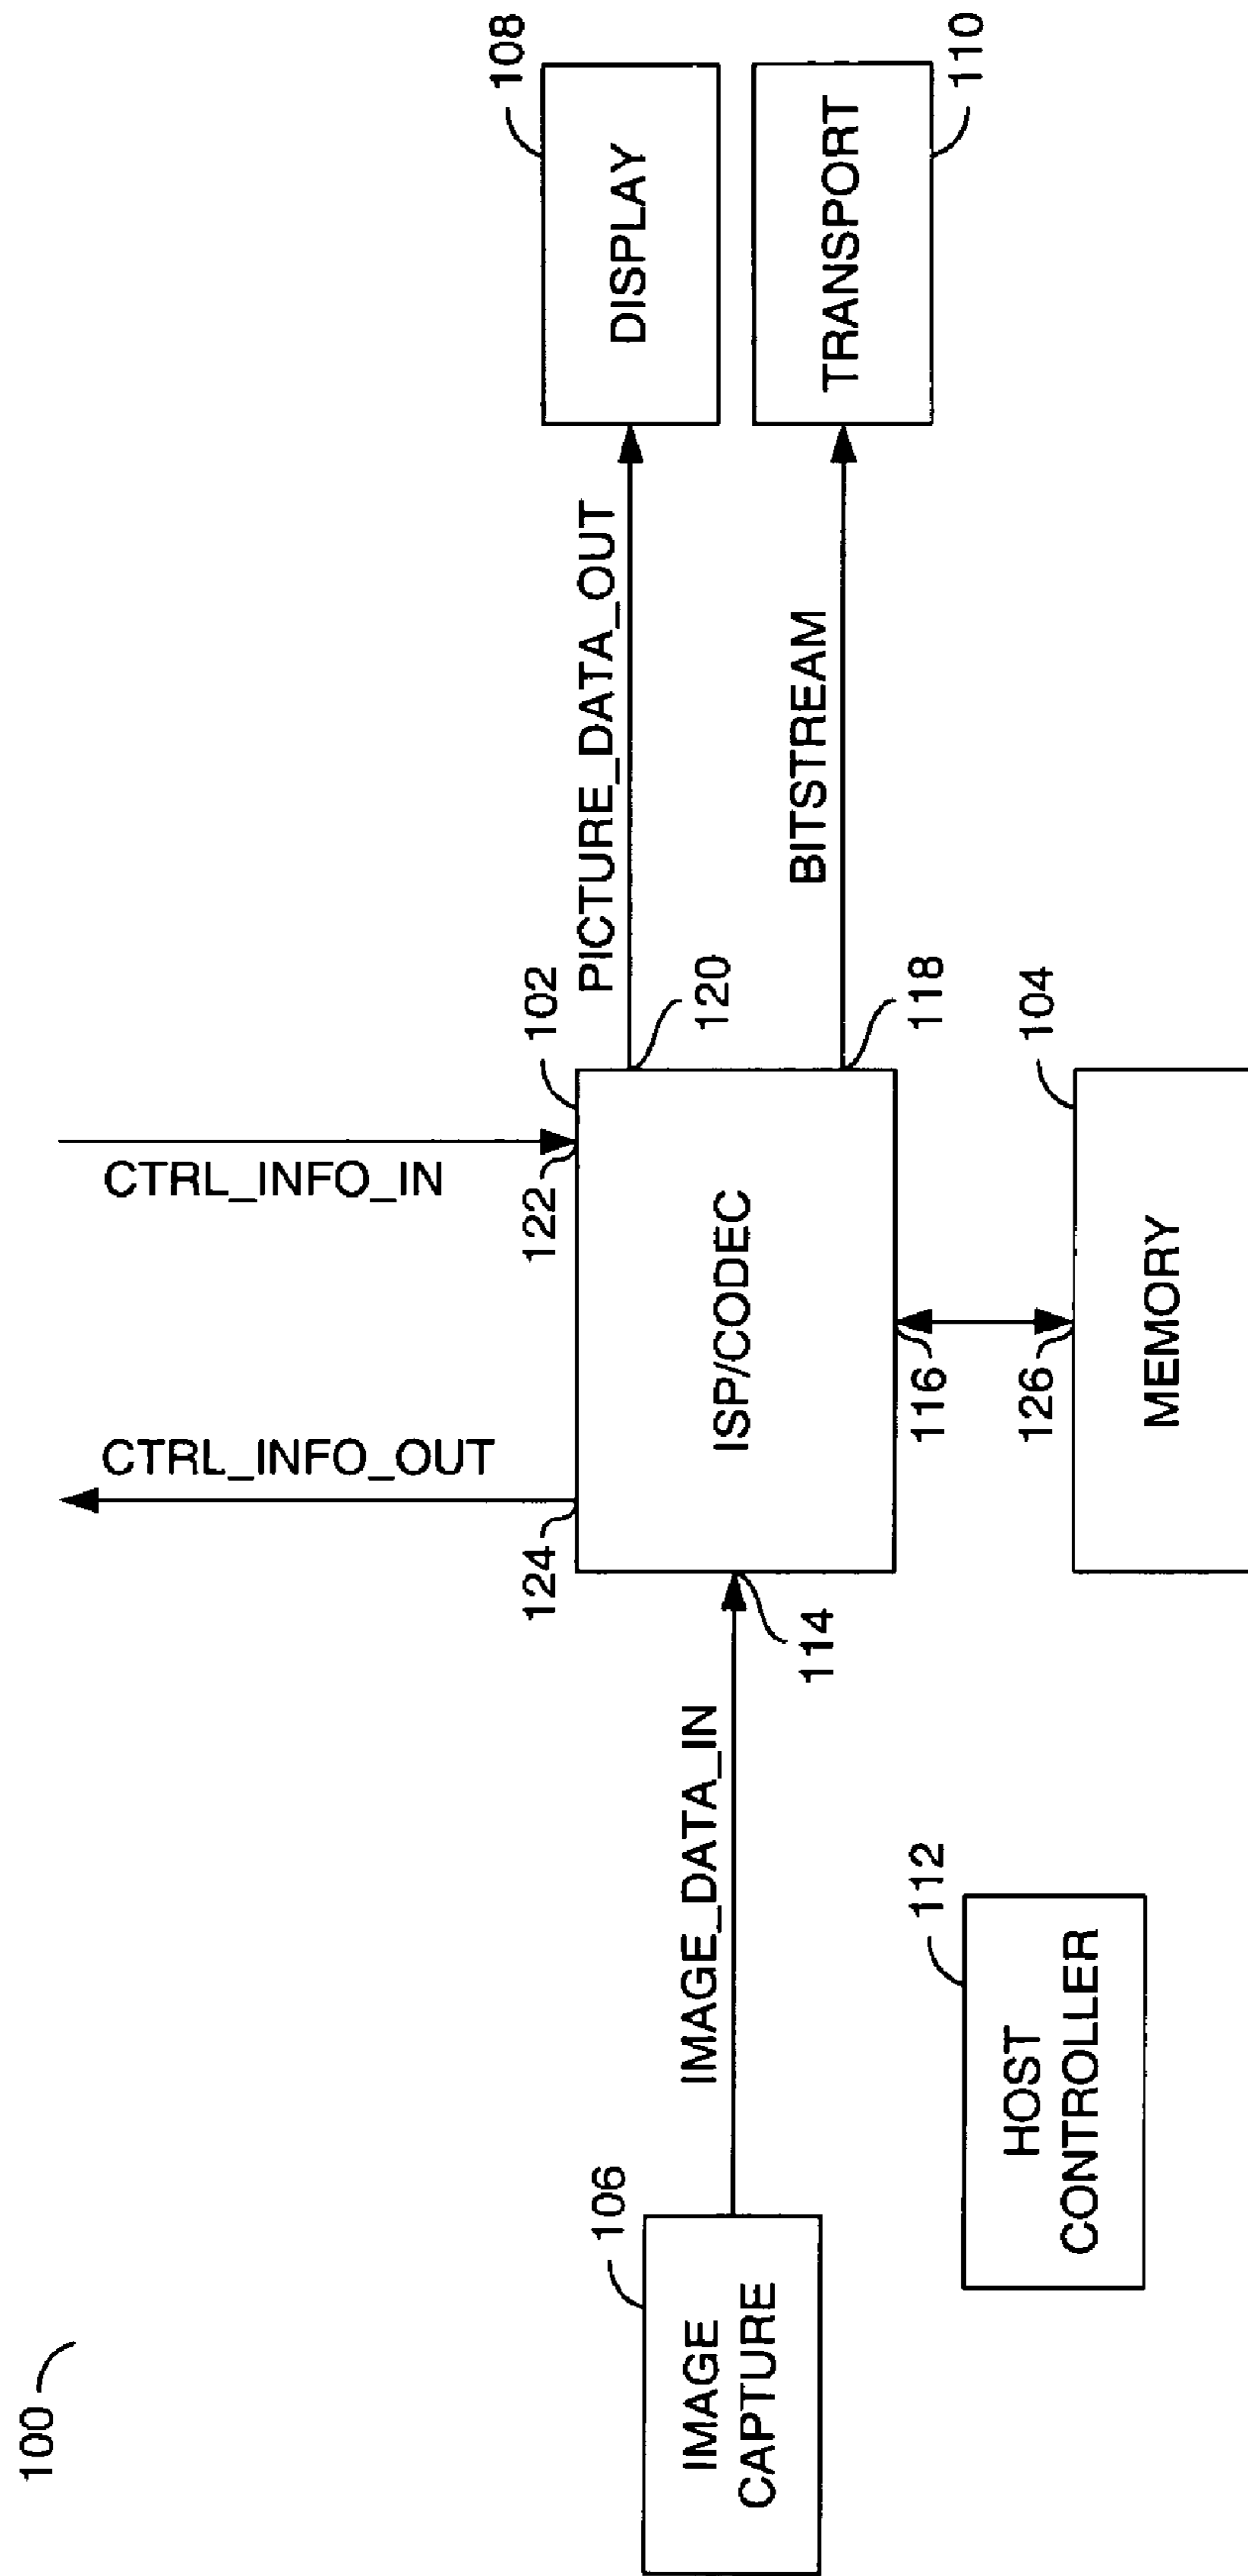 100
CTRL_INFO_OUT
CTRL_INFO_IN
108
DISPLAY
PICTURE_DATA_OUT
124
122
102
120
106
IMAGE
CAPTURE
IMAGE_DATA_IN
114
ISP/CODEC
BITSTREAM
TRANSPORT
110
118
112
HOST
CONTROLLER
116
126
104
MEMORY